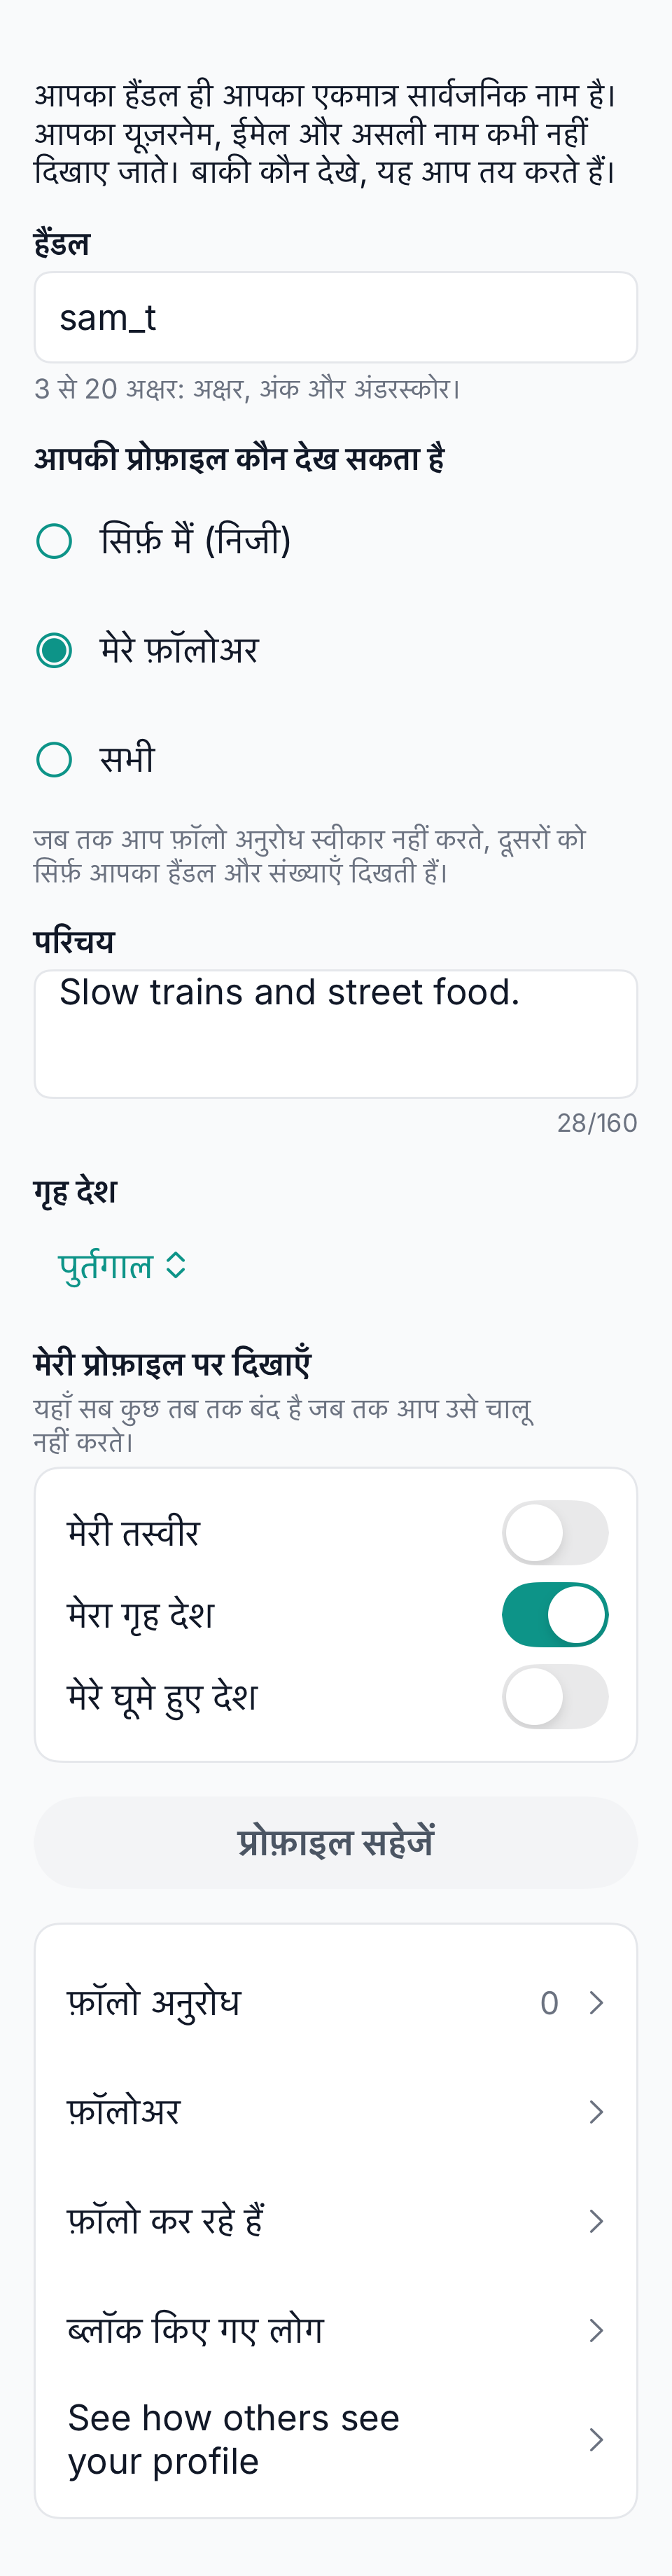 आपका हैंडल ही आपका एकमात्र सार्वजनिक नाम है।
आपका यूज़रनेम, ईमेल और असली नाम कभी नहीं
दिखाए जाते। बाकी कौन देखे, यह आप तय करते हैं।
हैंडल
sam_t
3 से 20 अक्षर: अक्षर, अंक और अंडरस्कोर।
आपकी प्रोफ़ाइल कौन देख सकता है
सिर्फ़ मैं (निजी)
मेरे फ़ॉलोअर
सभी
जब तक आप फ़ॉलो अनुरोध स्वीकार नहीं करते, दूसरों को
सिर्फ़ आपका हैंडल और संख्याएँ दिखती हैं।
परिचय
Slow trains and street food.
28/160
गृह देश
पुर्तगाल
मेरी प्रोफ़ाइल पर दिखाएँ
यहाँ सब कुछ तब तक बंद है जब तक आप उसे चालू
नहीं करते।
मेरी तस्वीर
मेरा गृह देश
मेरे घूमे हुए देश
प्रोफ़ाइल सहेजें
फ़ॉलो अनुरोध 0
फ़ॉलोअर
फ़ॉलो कर रहे हैं
ब्लॉक किए गए लोग
See how others see
your profile